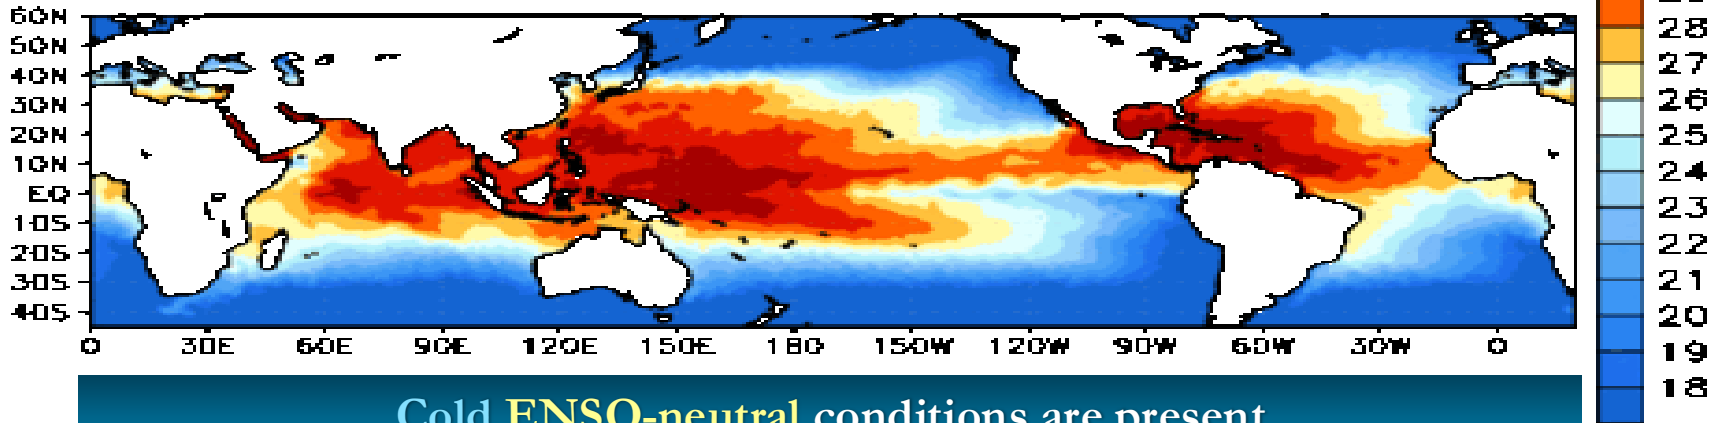 60N
50N
40N
30N
20N
10N
EQ
10S
20S
30S
40S
0 30E 60E 90E 120E 150E 180 150W 120W 90W 60W 30W 0
28
27
26
25
24
23
22
21
20
19
18
Cold ENSO-neutral conditions are present